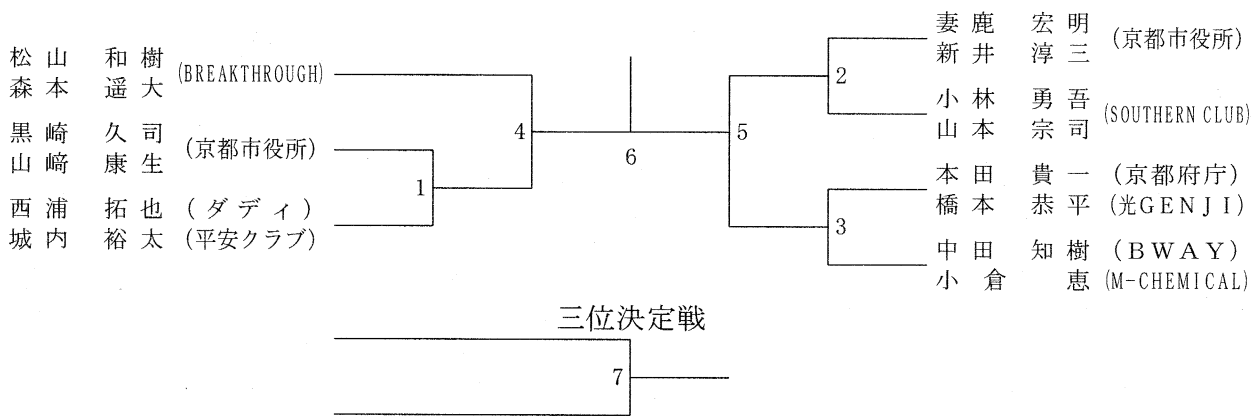 松山 和樹 (BREAKTHROUGH)
森本 遥大
黒崎 久司 (京都市役所)
山﨑 康生
西浦 拓也 (ダディ)
城内 裕太 (平安クラブ)
1
4
6
5
2
3
妻鹿 宏明 (京都市役所)
新井 淳三
小林 勇吾 (SOUTHERN CLUB)
山本 宗司
本田 貴一 (京都府庁)
橋本 恭平 (光GENJI)
中田 知樹 (BWAY)
小倉 恵 (M-CHEMICAL)
三位決定戦
7